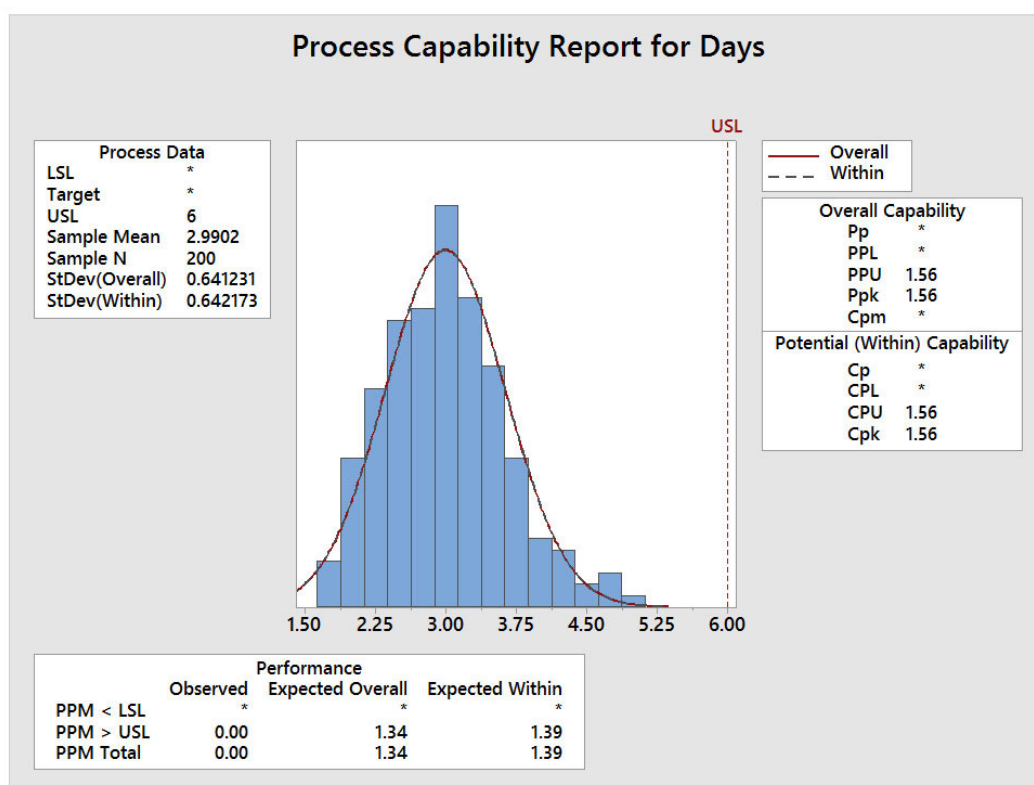 Process Capability Report for Days
USL
Process Data
LSL *
Target *
USL 6
Sample Mean 2.9902
Sample N 200
StDev(Overall) 0.641231
StDev(Within) 0.642173
Overall
Within
Overall Capability
Pp *
PPL *
PPU 1.56
Ppk 1.56
Cpm *
Potential (Within) Capability
Cp *
CPL *
CPU 1.56
Cpk 1.56
1.50 2.25 3.00 3.75 4.50 5.25 6.00
Performance
Observed Expected Overall Expected Within
PPM < LSL * * *
PPM > USL 0.00 1.34 1.39
PPM Total 0.00 1.34 1.39